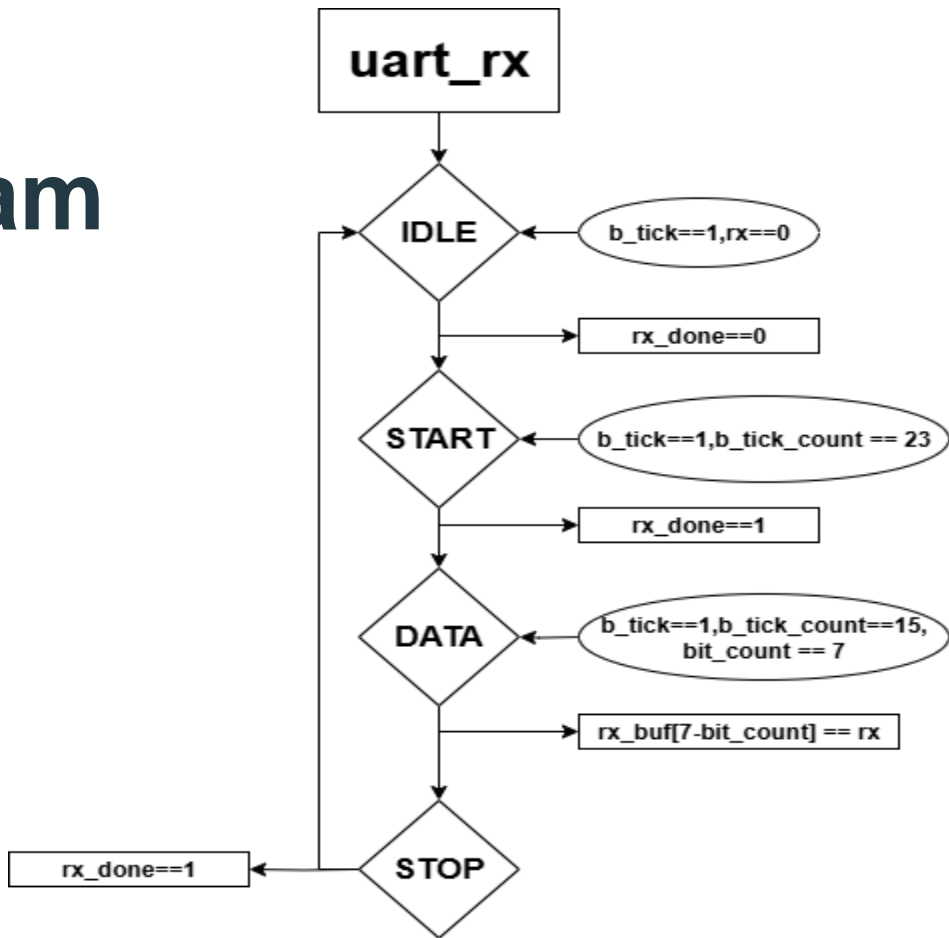 uart_rx
am
IDLE
b_tick==1,rx==0
rx_done==0
START
b_tick==1,b_tick_count == 23
rx_done==1
DATA
b_tick==1,b_tick_count==15,
bit_count == 7
rx_buf[7-bit_count] == rx
STOP
rx_done==1